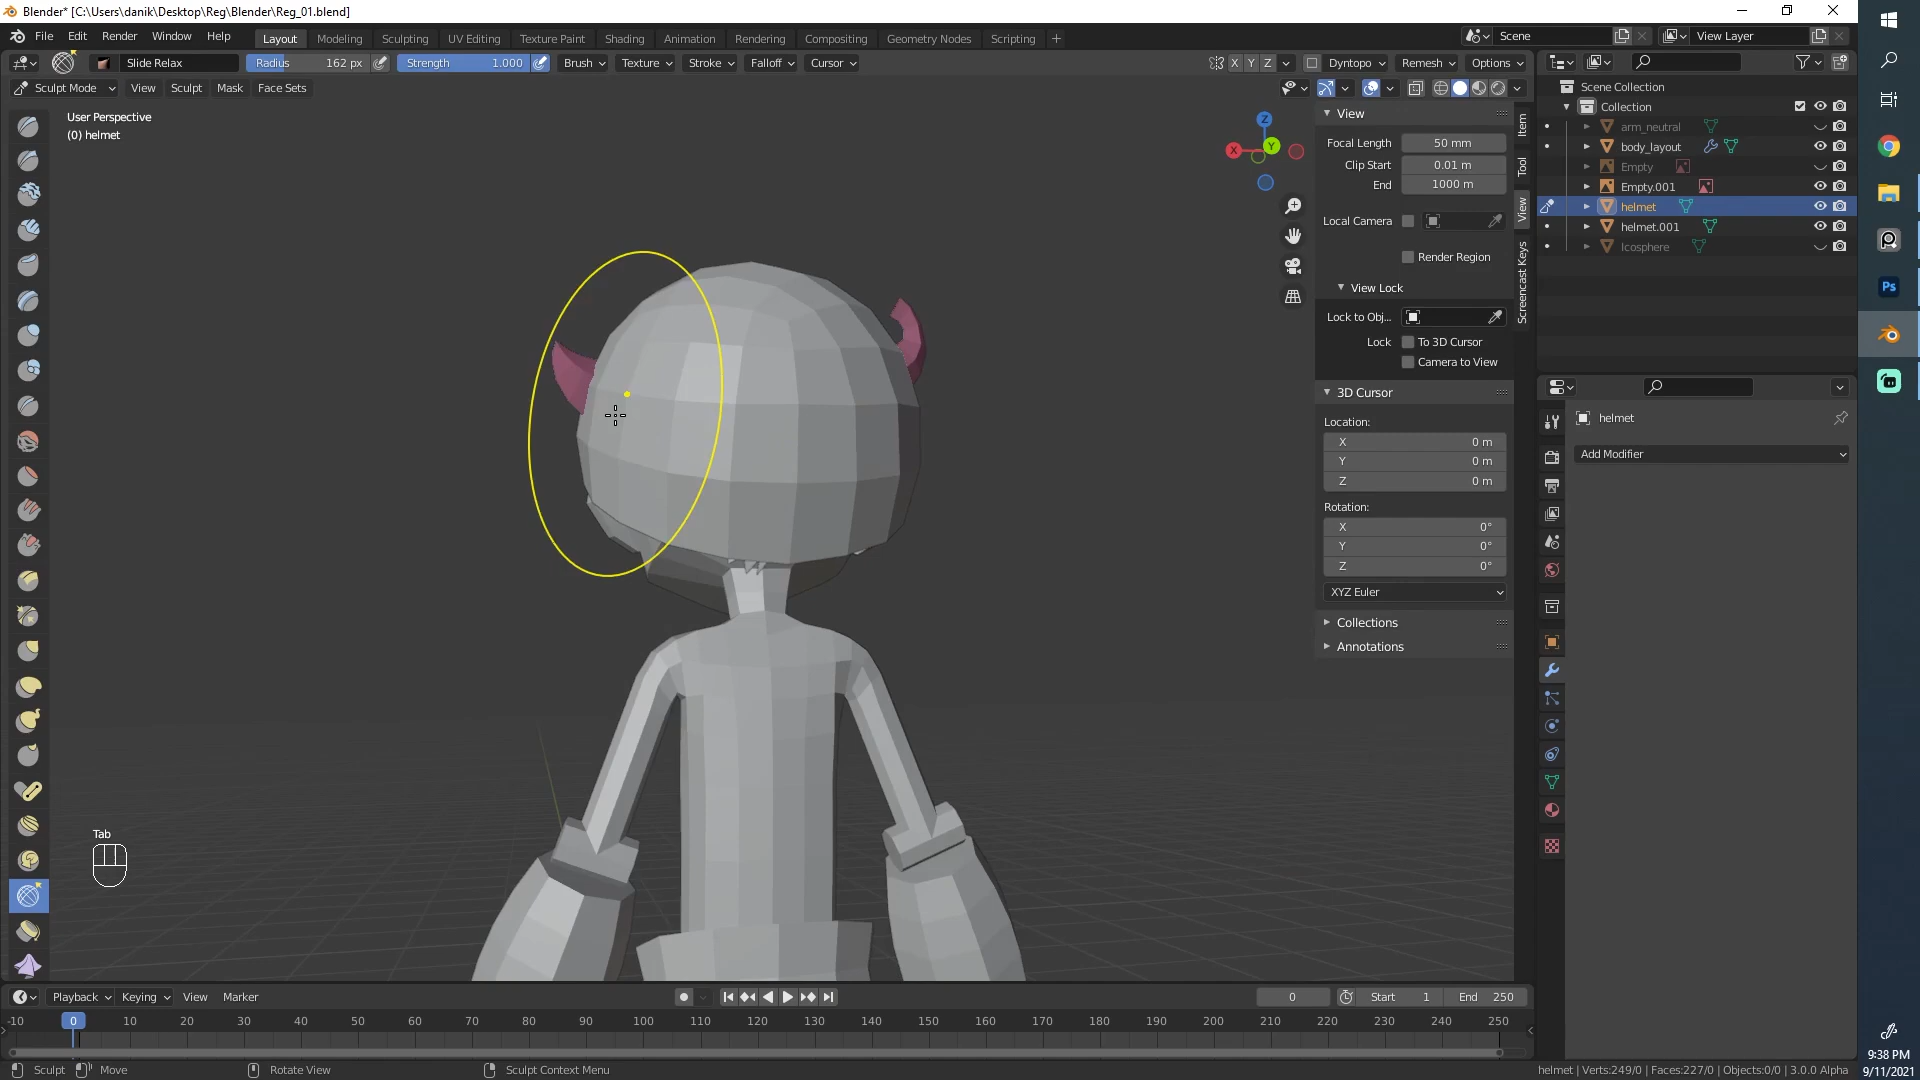 Blender* [C:\Users\danik\Desktop\Reg\Blender\Reg_01.blend]
File Edit Render Window Help Layout Modeling Sculpting UV Editing Texture Paint Shading Animation Rendering Compositing Geometry Nodes Scripting + Scene View Layer
Slide Relax Radius 162 px Strength 1.000 Brush Texture Stroke Falloff Cursor X Y Z Dyntopo Remesh Options
Sculpt Mode View Sculpt Mask Face Sets
User Perspective
(0) helmet
Z
X
Y
View
Focal Length 50 mm
Clip Start 0.01 m
End 1000 m
Local Camera
Render Region
View Lock
Lock to Obj...
Lock To 3D Cursor
Camera to View
3D Cursor
Location:
X 0 m
Y 0 m
Z 0 m
Rotation:
X 0°
Y 0°
Z 0°
XYZ Euler
Collections
Annotations
Item
Tool
View
Screencast Keys
Scene Collection
Collection
arm_neutral
body_layout
Empty
Empty.001
helmet
helmet.001
Icosphere
helmet
Add Modifier
Tab
Playback Keying View Marker 0 Start 1 End 250
-10 0 10 20 30 40 50 60 70 80 90 100 110 120 130 140 150 160 170 180 190 200 210 220 230 240 250
Sculpt Move Rotate View Sculpt Context Menu helmet | Verts:249/0 | Faces:227/0 | Objects:0/0 | 3.0.0 Alpha
Ps
9:38 PM
9/11/2021